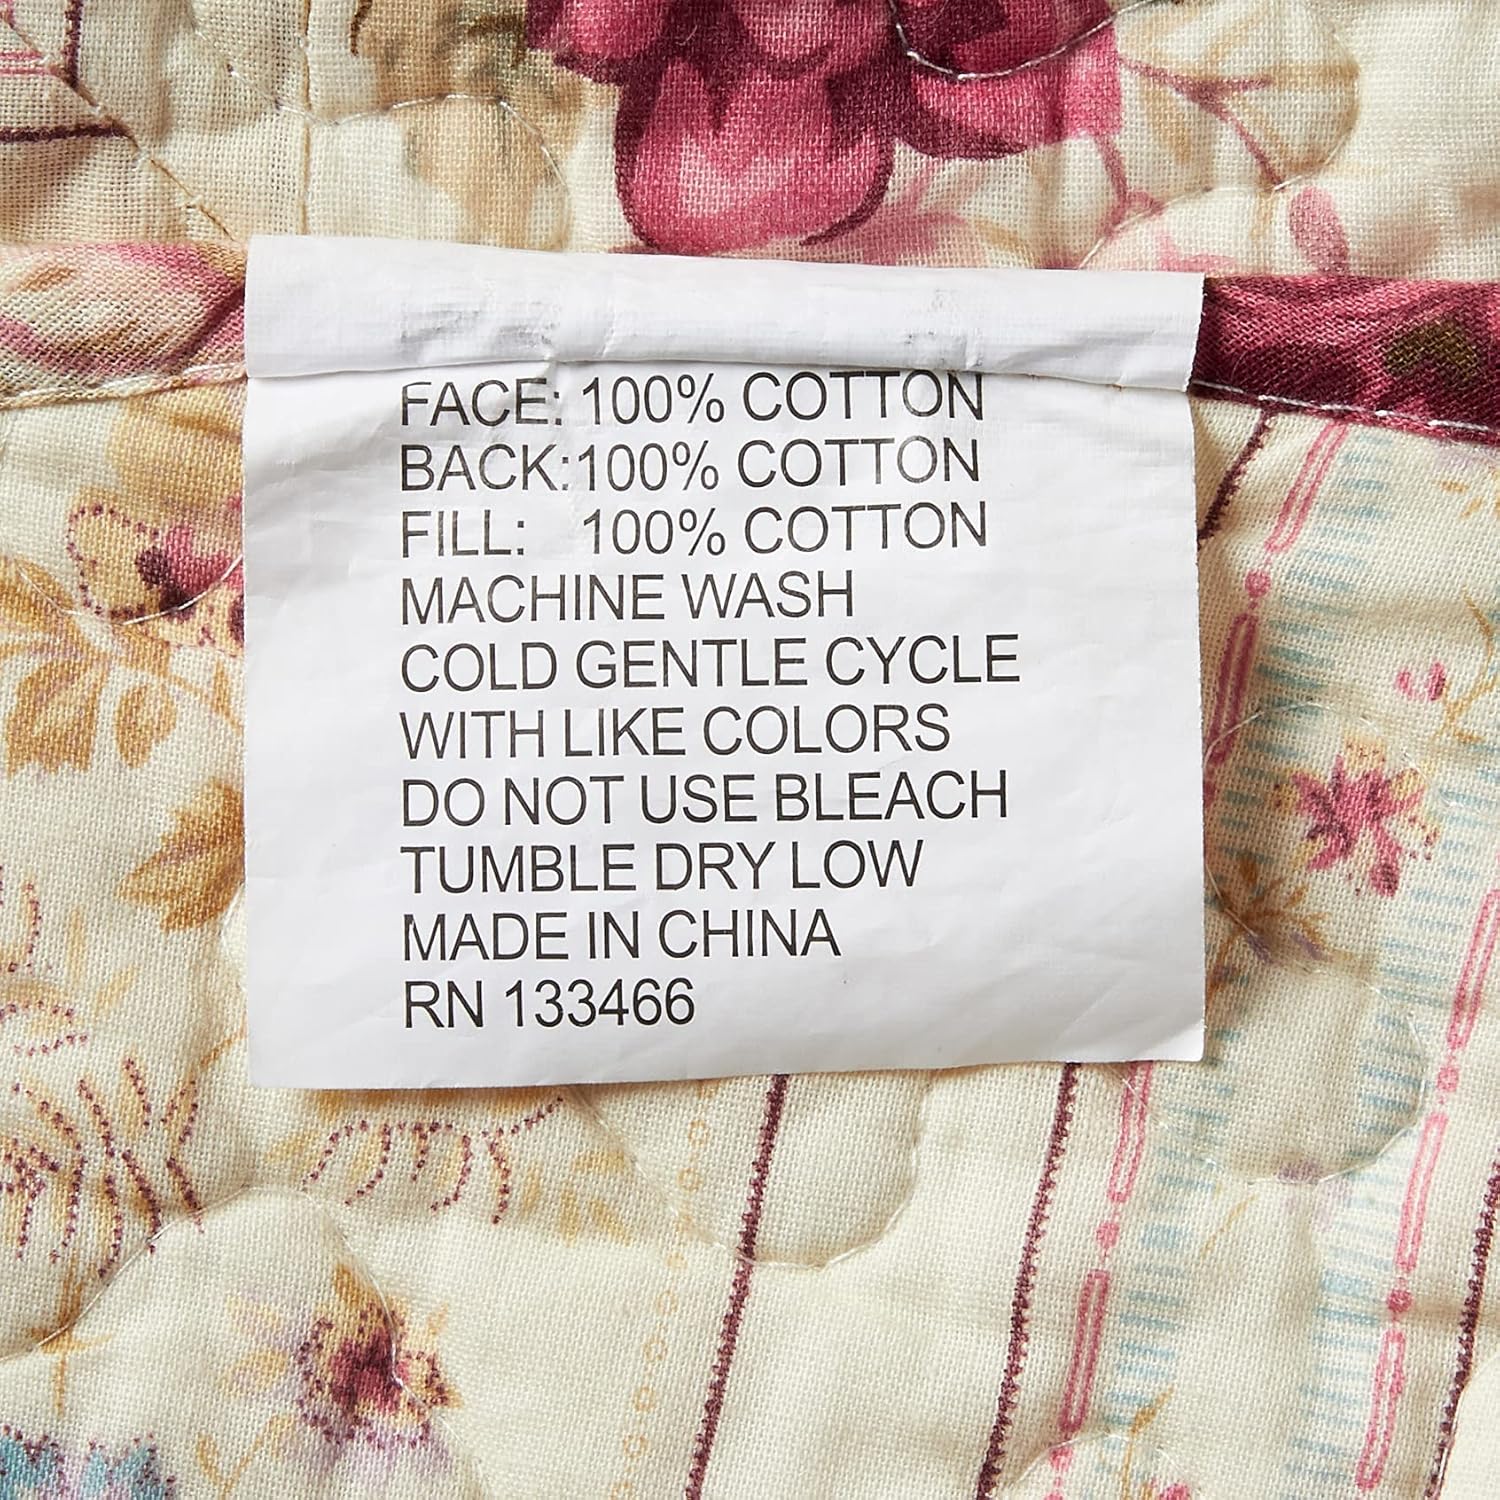 FACE: 100% COTTON
BACK:100% COTTON
FILL: 100% COTTON
MACHINE WASH
COLD GENTLE CYCLE
WITH LIKE COLORS
DO NOT USE BLEACH
TUMBLE DRY LOW
MADE IN CHINA
RN 133466